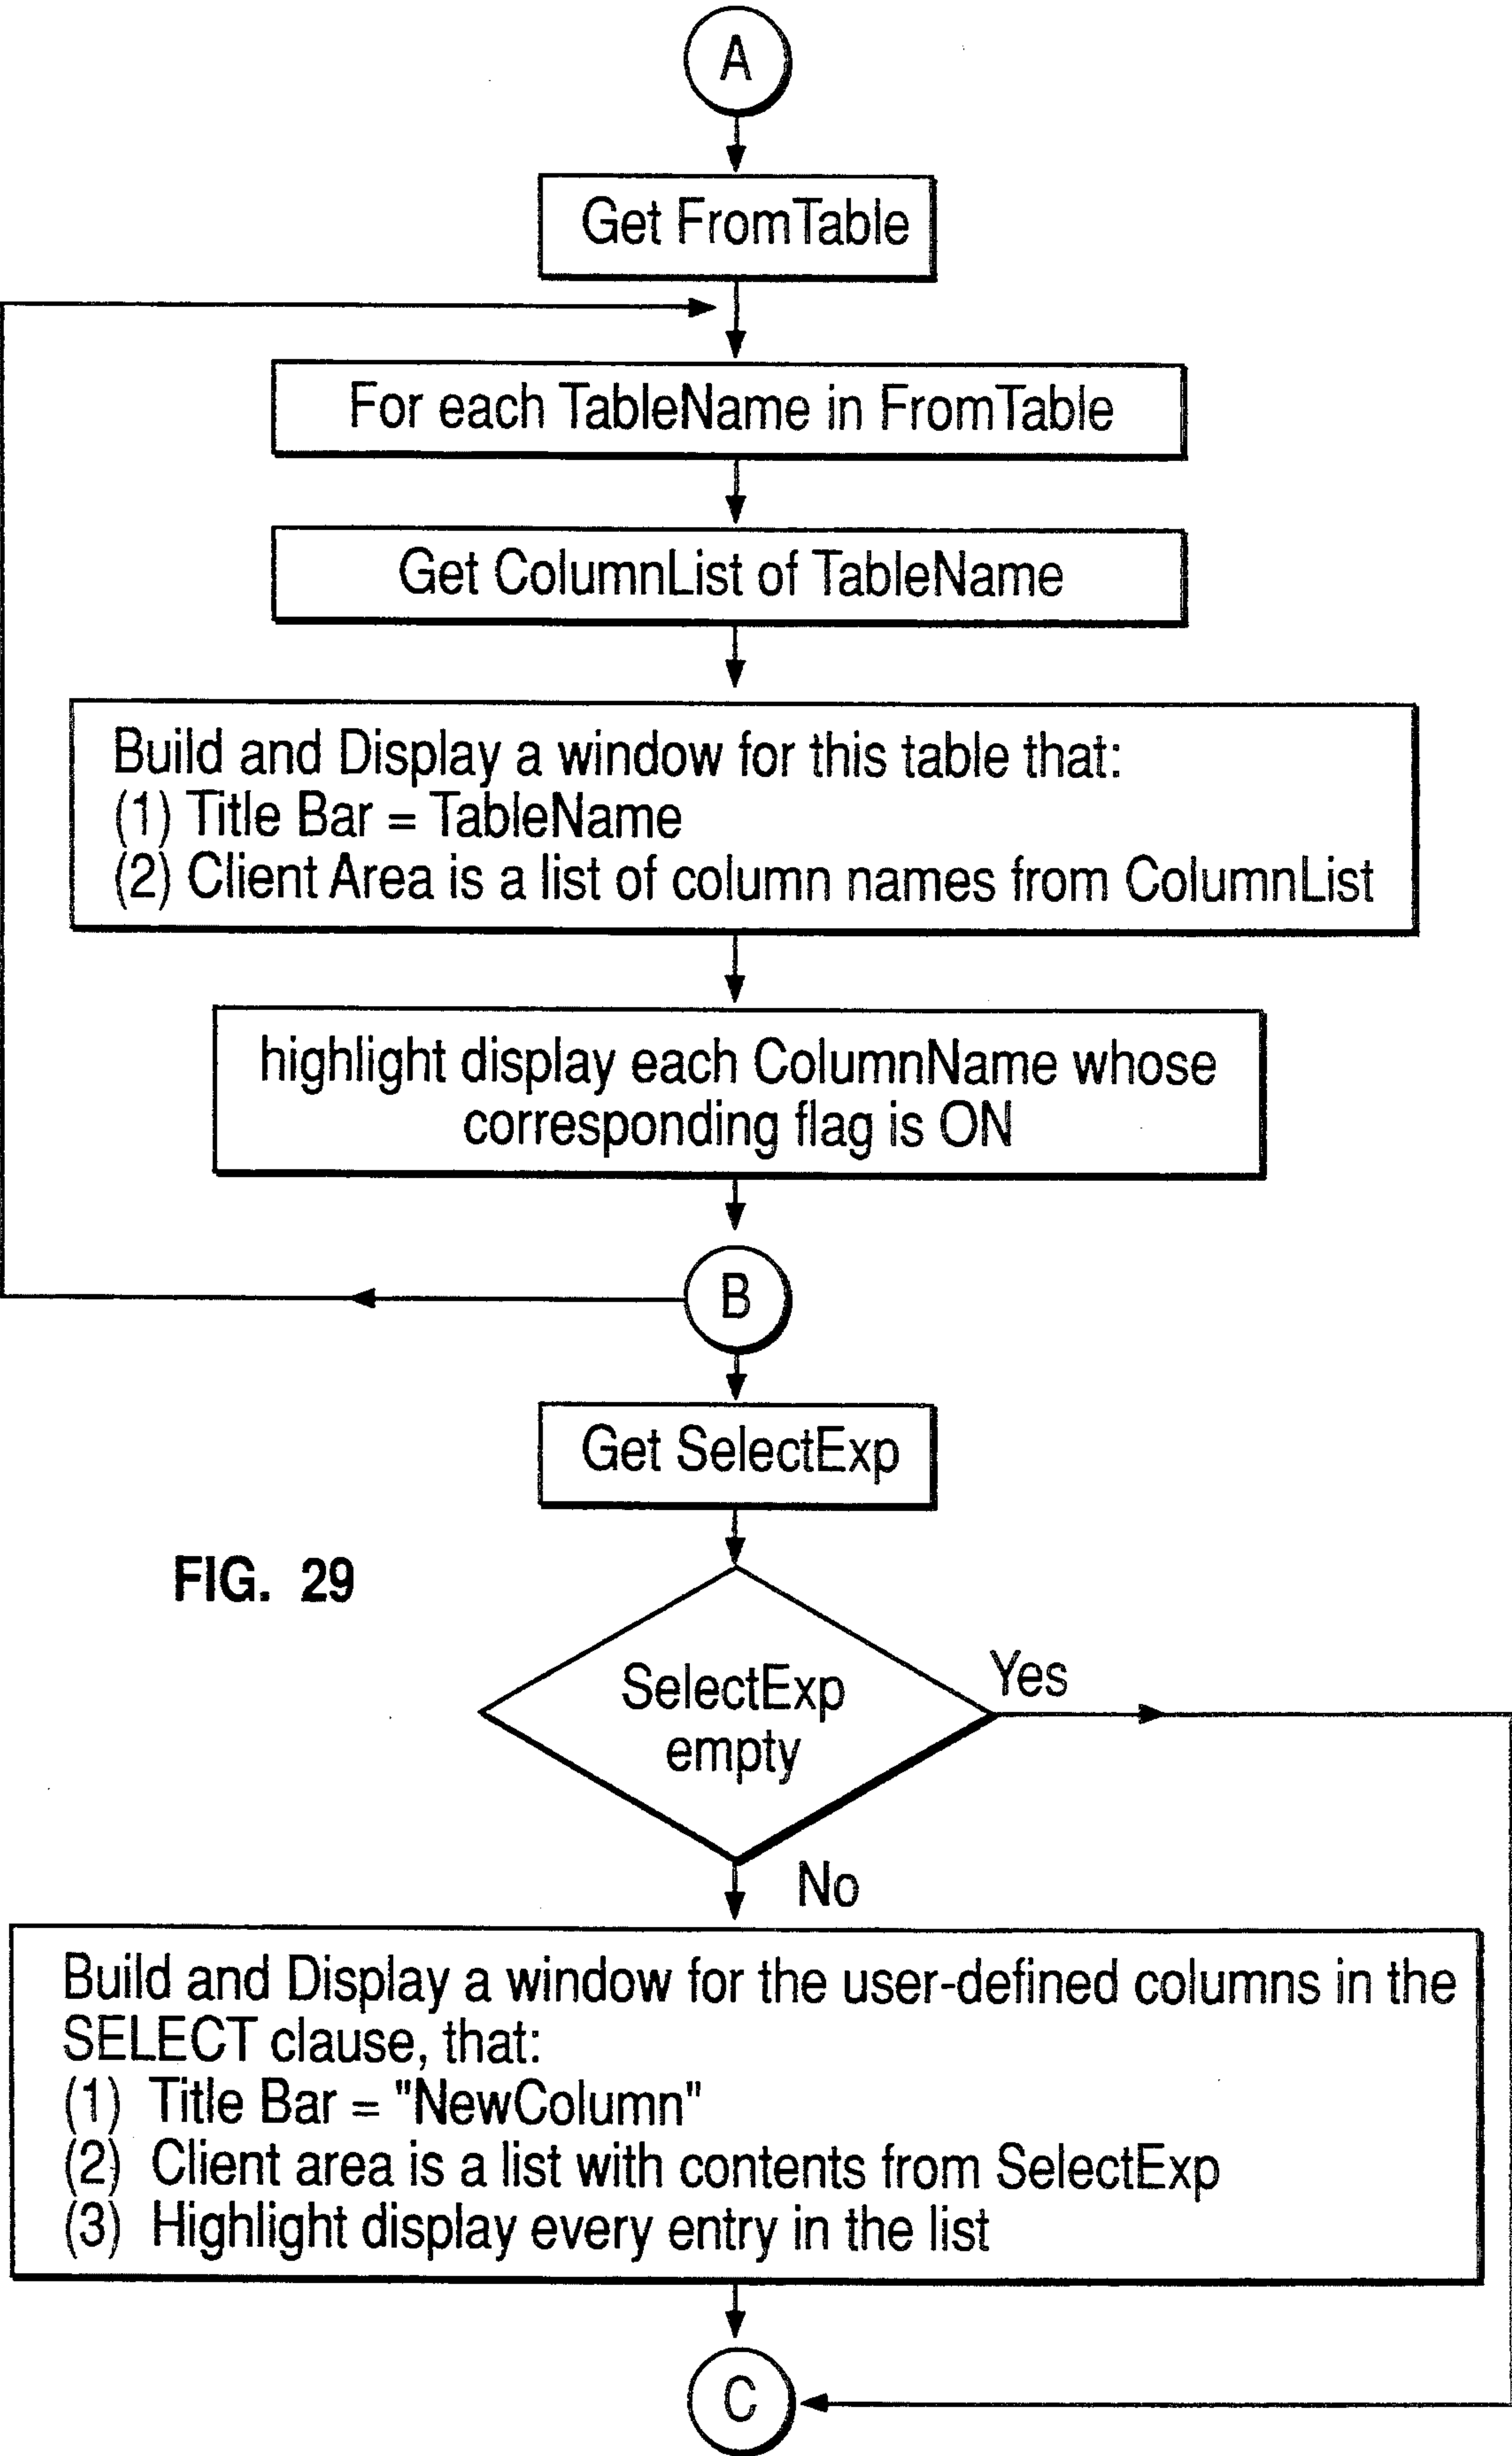 A
Get FromTable
For each TableName in FromTable
Get ColumnList of TableName
Build and Display a window for this table that:
(1) Title Bar = TableName
(2) Client Area is a list of column names from ColumnList
highlight display each ColumnName whose
corresponding flag is ON
B
Get SelectExp
FIG. 29
SelectExp
empty
Yes
No
Build and Display a window for the user-defined columns in the
SELECT clause, that:
(1) Title Bar = "NewColumn"
(2) Client area is a list with contents from SelectExp
(3) Highlight display every entry in the list
C